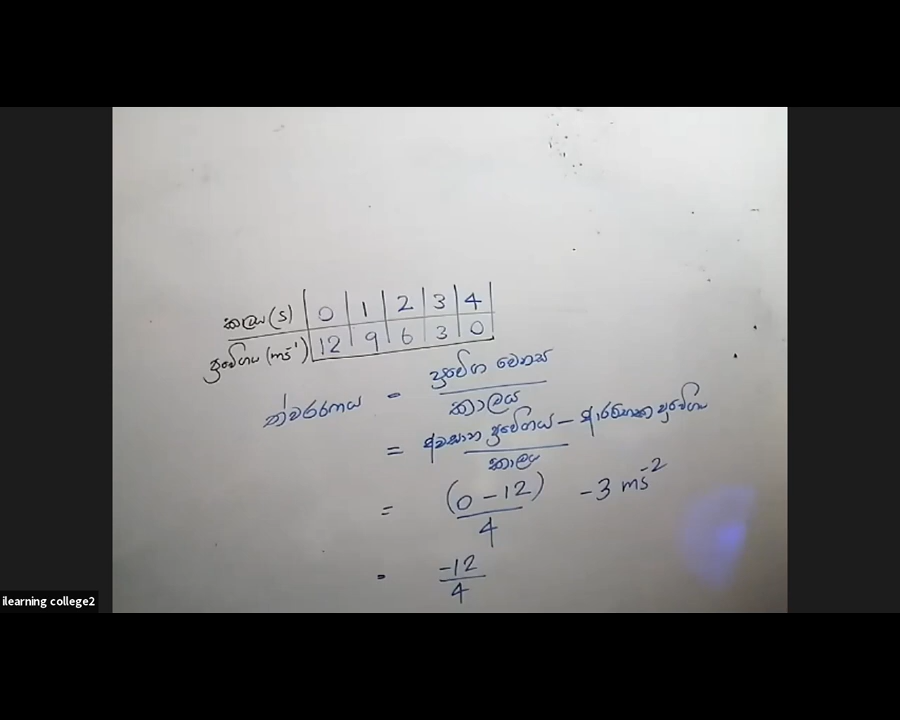 කාලය (s) 0 1 2 3 4
ප්‍රවේගය (ms⁻¹) 12 9 6 3 0
ත්වරණය = ප්‍රවේග වෙනස / කාලය
= අවසාන ප්‍රවේගය – ආරම්භක ප්‍රවේගය / කාලය
= (0 – 12) / 4 -3 ms⁻²
= -12 / 4
ilearning college2